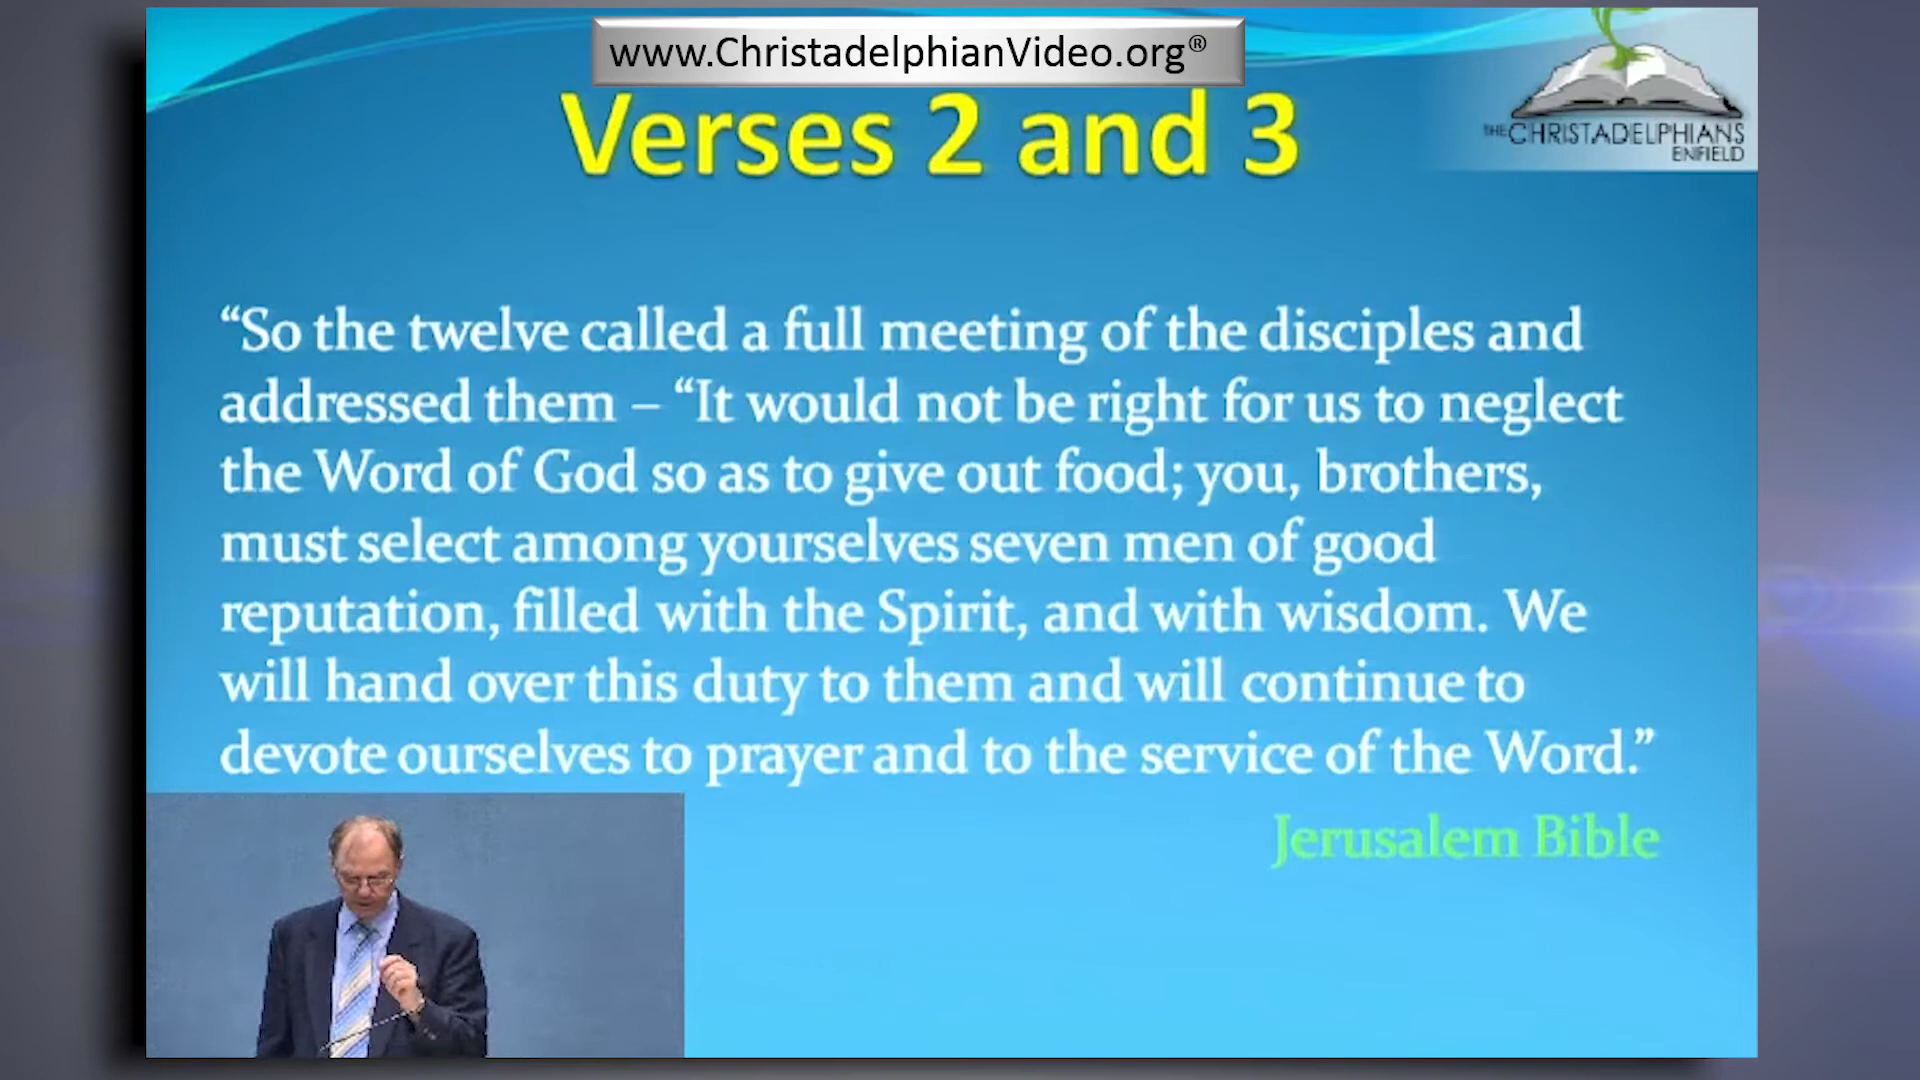 www.ChristadelphianVideo.org®
THE CHRISTADELPHIANS
ENFIELD
Verses 2 and 3
“So the twelve called a full meeting of the disciples and
addressed them – “It would not be right for us to neglect
the Word of God so as to give out food; you, brothers,
must select among yourselves seven men of good
reputation, filled with the Spirit, and with wisdom. We
will hand over this duty to them and will continue to
devote ourselves to prayer and to the service of the Word.”
Jerusalem Bible